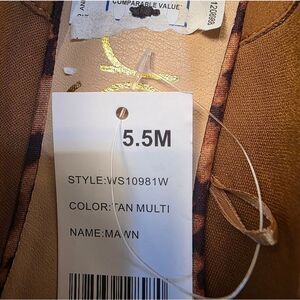 COMPARABLE VALUE
5.5M
STYLE:WS10981W
COLOR:TAN MULTI
NAME:MAWN